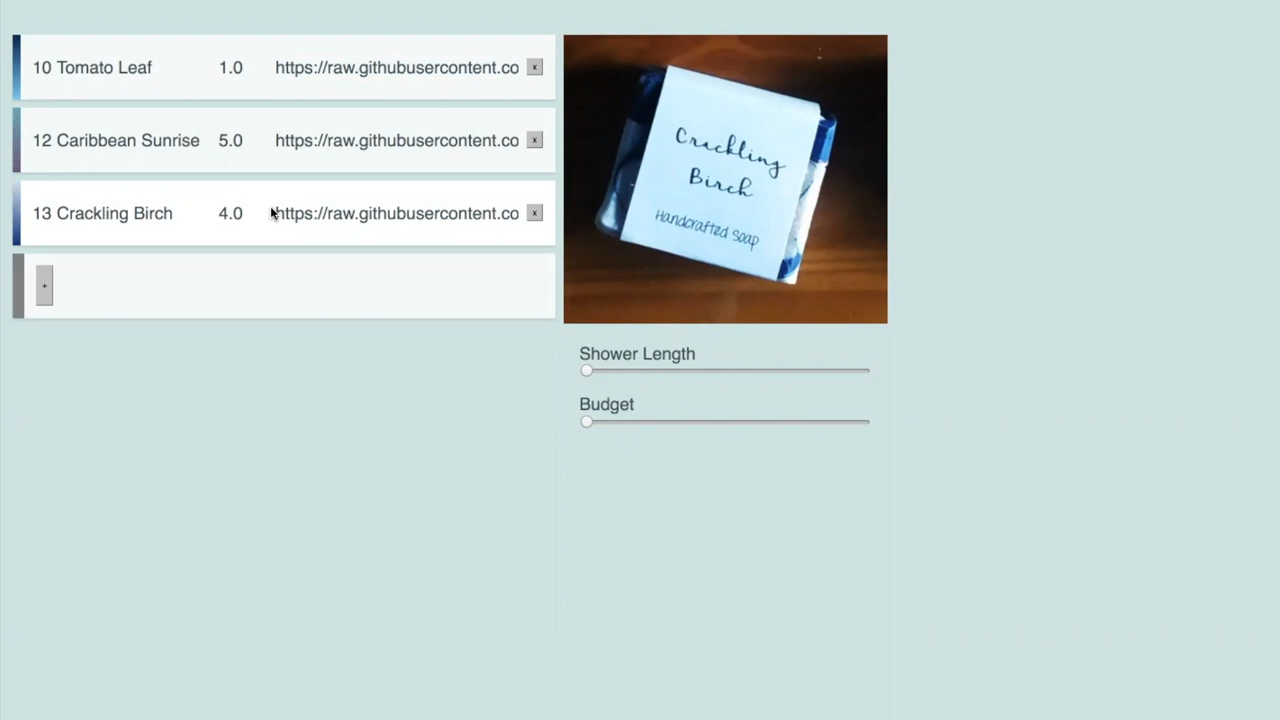 10 Tomato Leaf 1.0 https://raw.githubusercontent.co x
12 Caribbean Sunrise 5.0 https://raw.githubusercontent.co x
13 Crackling Birch 4.0 https://raw.githubusercontent.co x
+
Crackling
Birch
Handcrafted Soap
Shower Length
Budget